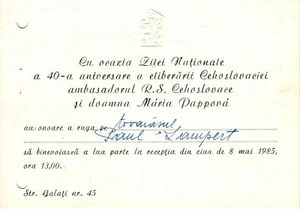 Cu ocazia Zilei Naționale
a 40-a aniversare a eliberării Cehoslovaciei
ambasadorul R.S. Cehoslovace
și doamna Mária Pappová
au onoare a ruga pe tovarășul
Saul Lampert
să binevoiască a lua parte la recepția din ziua de 8 mai 1985,
ora 13,00.
Str. Galați nr. 45